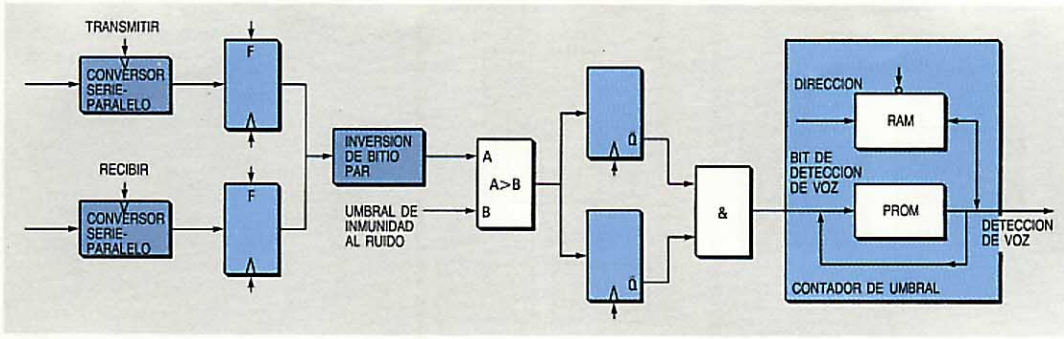 TRANSMITIR
CONVERSOR
SERIE-
PARALELO
F
RECIBIR
CONVERSOR
SERIE-
PARALELO
F
INVERSION
DE BITIO
PAR
UMBRAL DE
INMUNIDAD
AL RUIDO
A
A>B
B
Q̄
Q̄
&
DIRECCION
RAM
BIT DE
DETECCION
DE VOZ
PROM
DETECCION
DE VOZ
CONTADOR DE UMBRAL